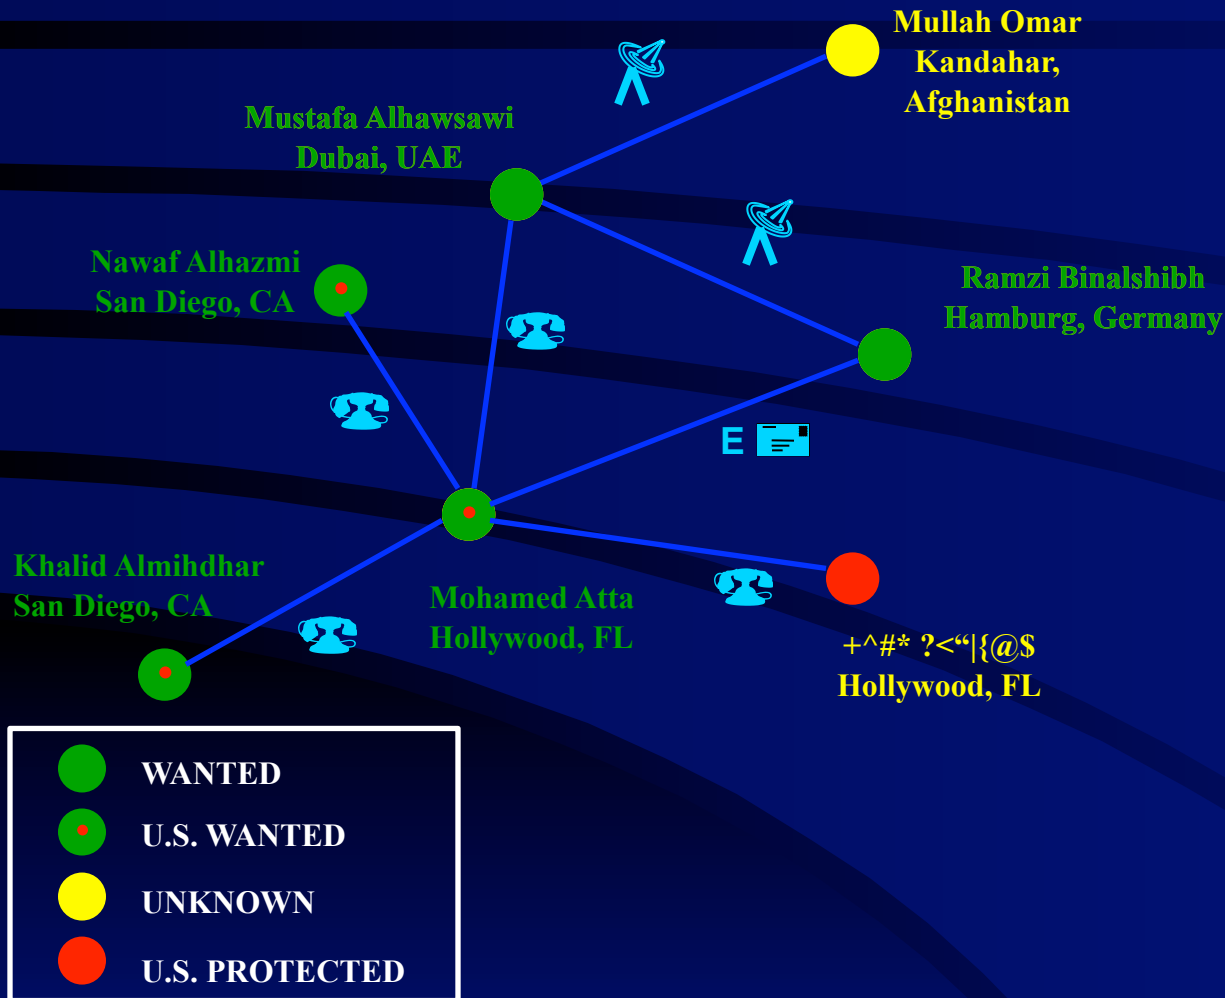 Mullah Omar
Kandahar,
Afghanistan
Mustafa Alhawsawi
Dubai, UAE
Nawaf Alhazmi
San Diego, CA
Ramzi Binalshibh
Hamburg, Germany
E
Khalid Almihdhar
San Diego, CA
Mohamed Atta
Hollywood, FL
+^#* ?<“|{@$
Hollywood, FL
WANTED
U.S. WANTED
UNKNOWN
U.S. PROTECTED